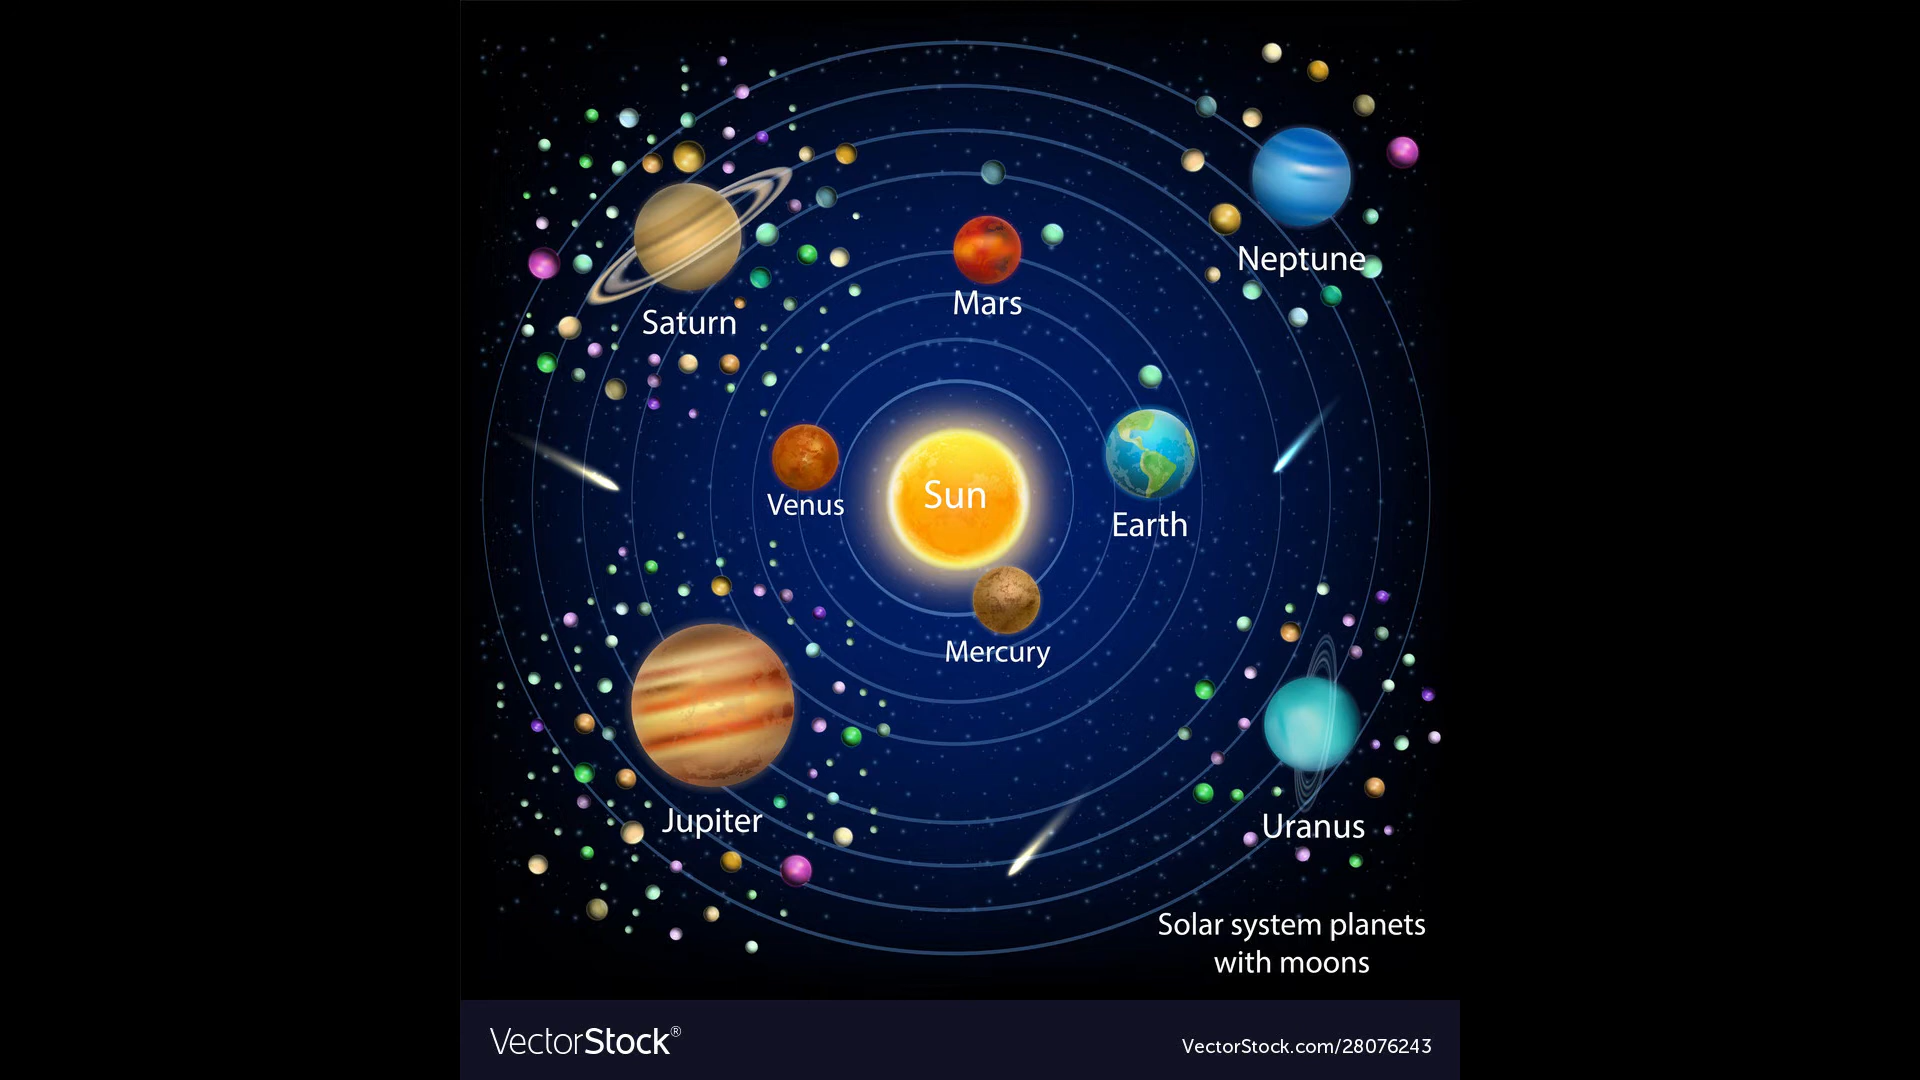 Neptune
Mars
Saturn
Venus
Sun
Earth
Mercury
Jupiter
Uranus
Solar system planets
with moons
VectorStock®
VectorStock.com/28076243